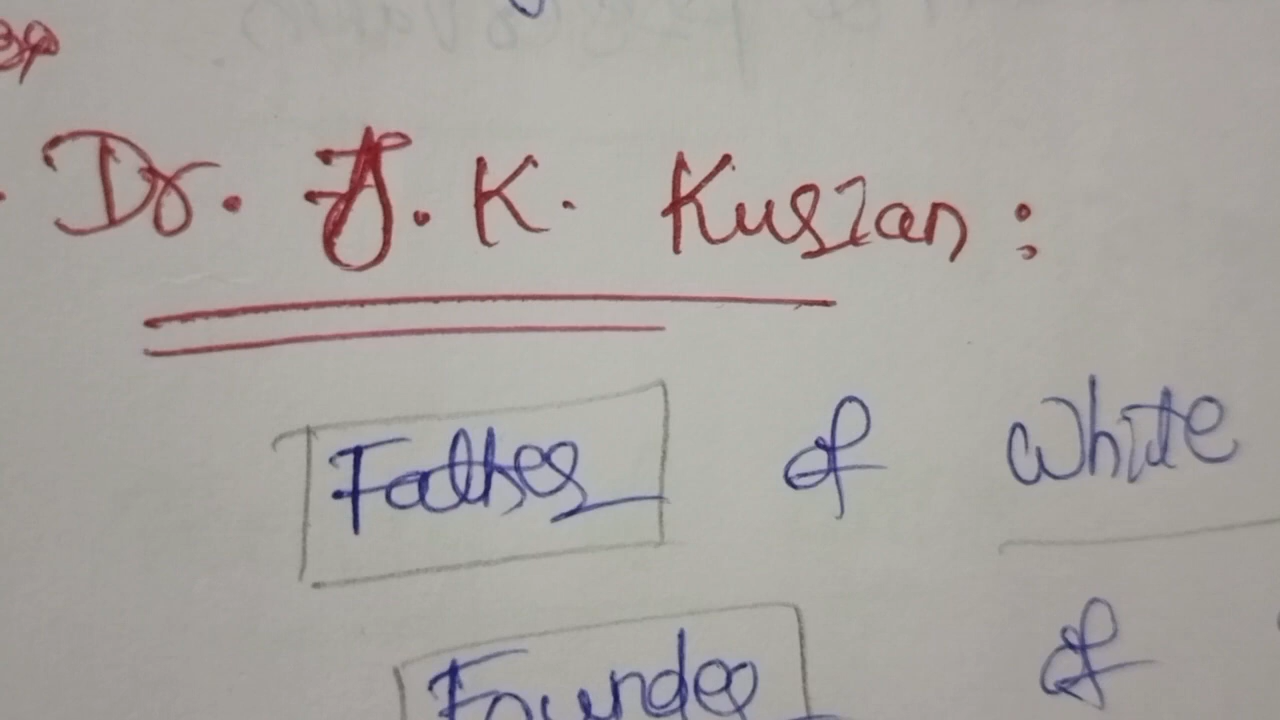 Dr. J. K. Kurian:
Father of White
Founder of